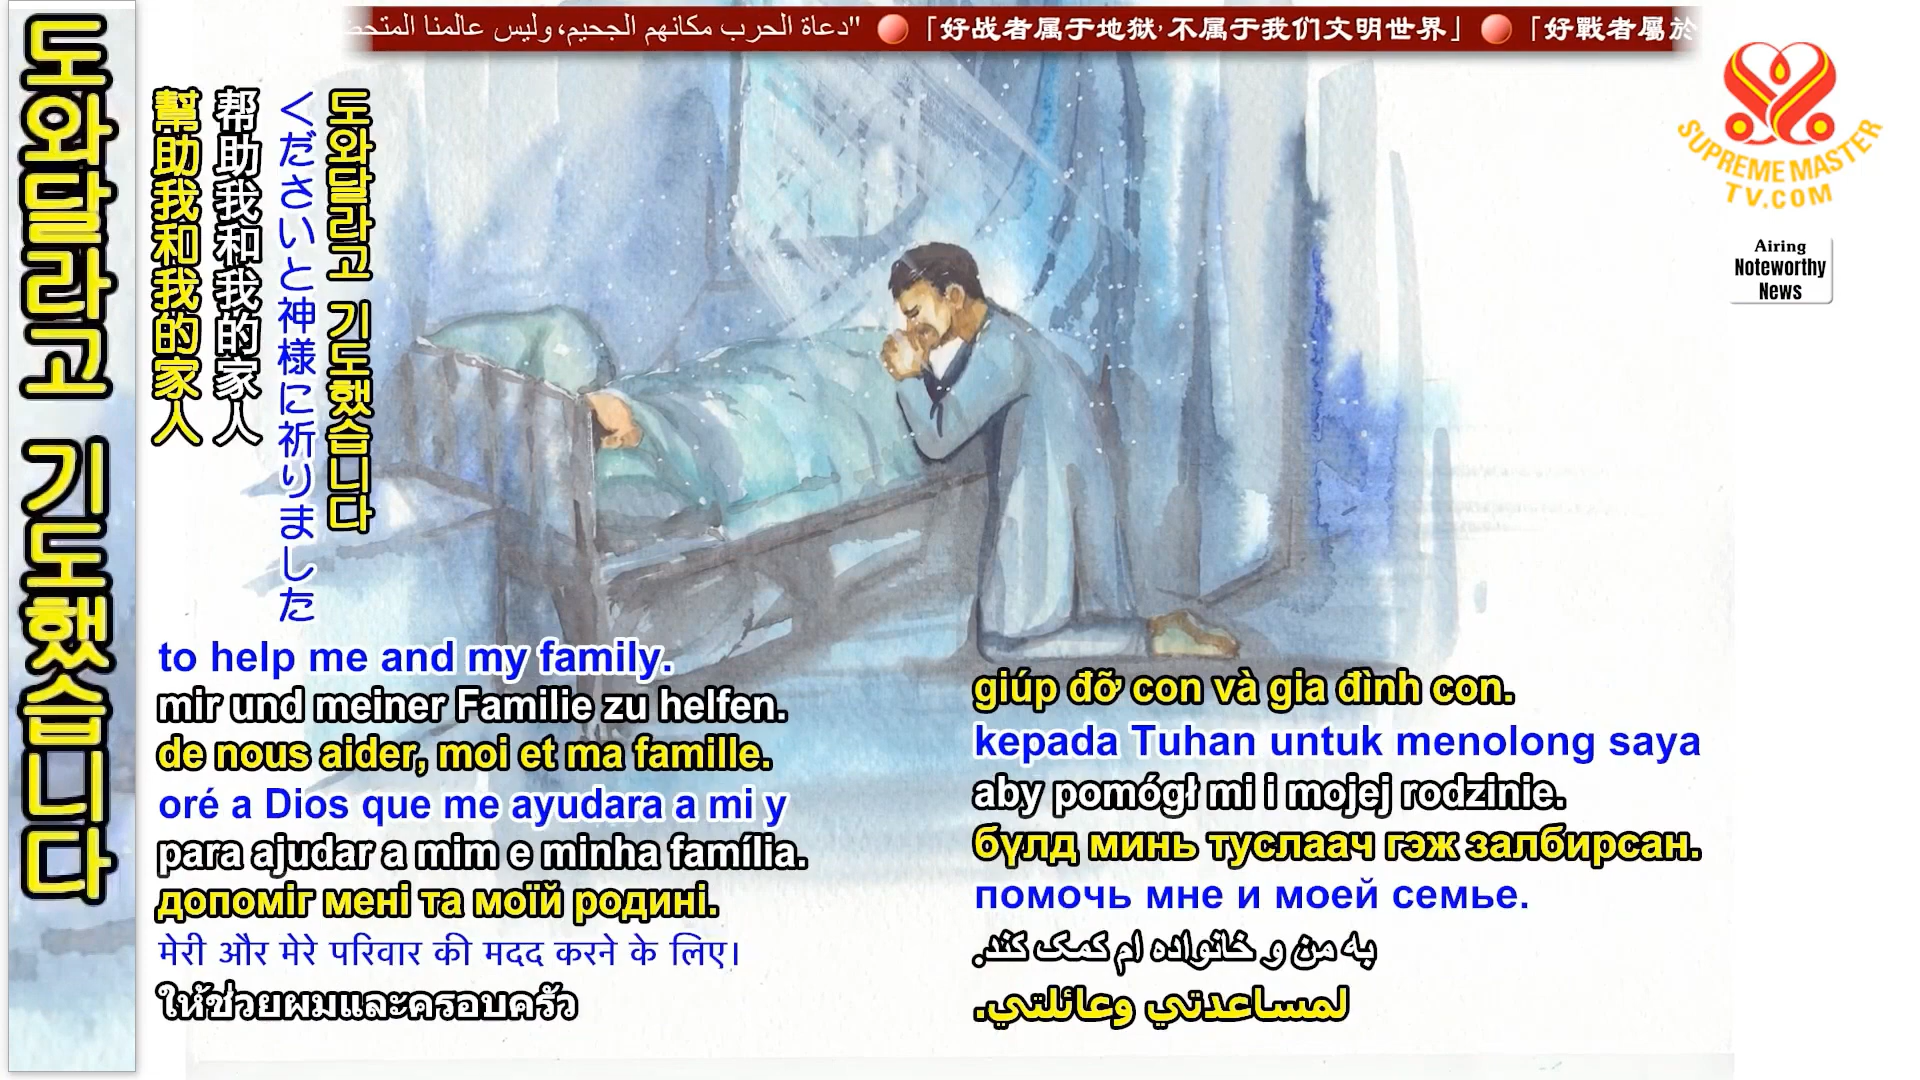 دعاة الحرب مكانهم الجحيم، وليس عالمنا
"
「好战者属于地狱，不属于我们文明世界」
「好戰者屬於
SUPREME MASTER
TV.COM
Airing
Noteworthy
News
도와달라고 기도했습니다
도와달라고 기도했습니다
くださいと神様に祈りました
帮助我和我的家人
幫助我和我的家人
to help me and my family.
mir und meiner Familie zu helfen.
de nous aider, moi et ma famille.
oré a Dios que me ayudara a mi y
para ajudar a mim e minha família.
допоміг мені та моїй родині.
मेरी और मेरे परिवार की मदद करने के लिए।
ให้ช่วยผมและครอบครัว
giúp đỡ con và gia đình con.
kepada Tuhan untuk menolong saya
aby pomógł mi i mojej rodzinie.
бүлд минь туслаач гэж залбирсан.
помочь мне и моей семье.
به من و خانواده ام کمک کند.
لمساعدتي وعائلتي.